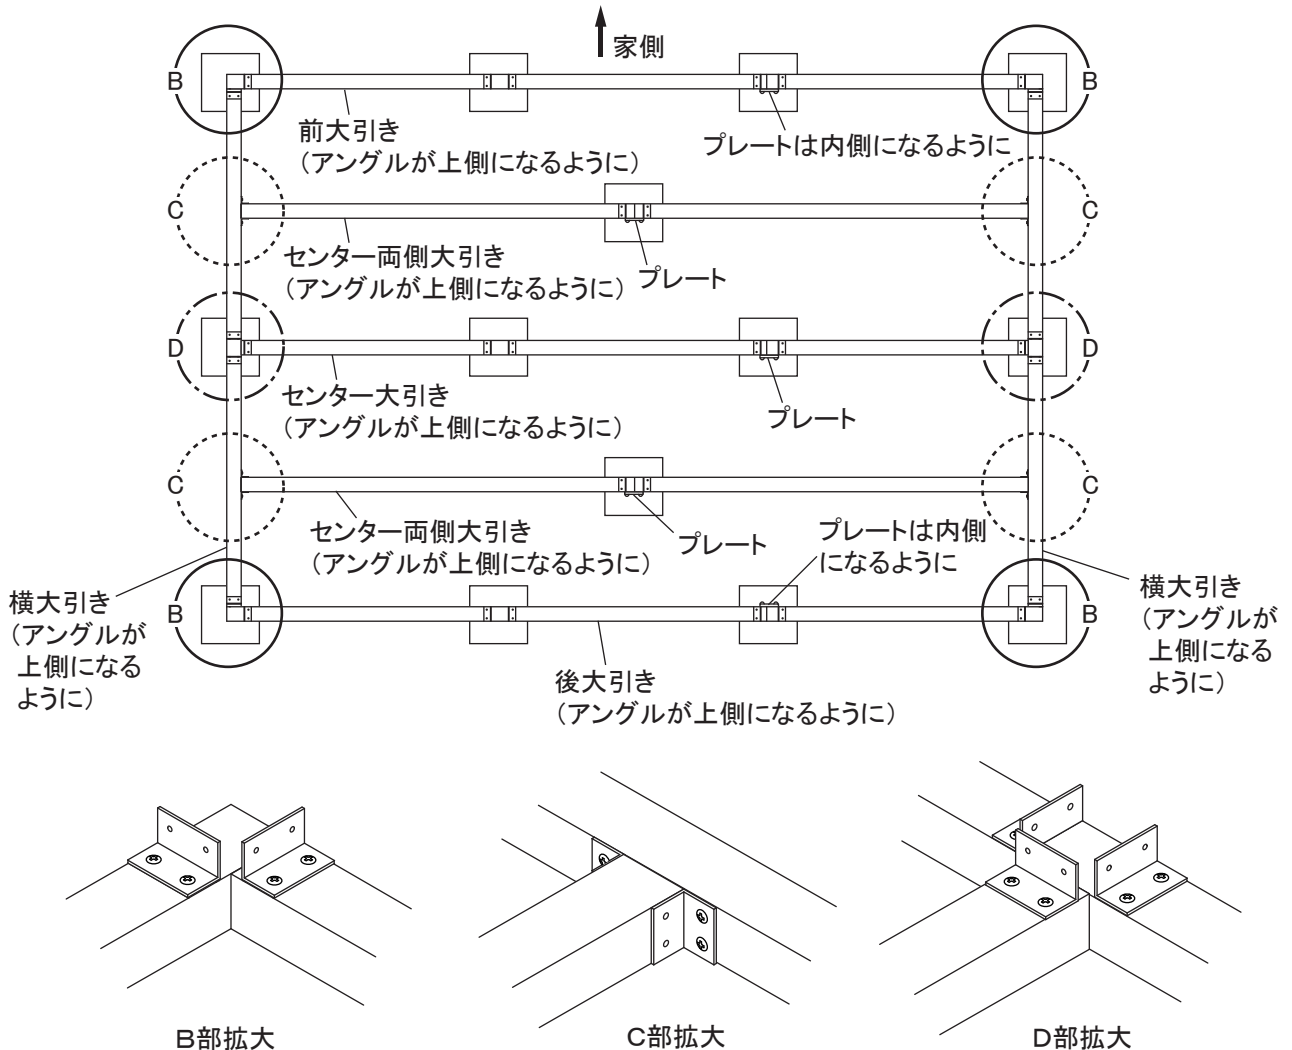 家側
B
B
前大引き
（アングルが上側になるように）
プレートは内側になるように
C
C
センター両側大引き
（アングルが上側になるように）
プレート
D
D
センター大引き
（アングルが上側になるように）
プレート
C
C
センター両側大引き
（アングルが上側になるように）
プレート
プレートは内側
になるように
横大引き
（アングルが
上側になる
ように）
B
B
横大引き
（アングルが
上側になる
ように）
後大引き
（アングルが上側になるように）
B部拡大
C部拡大
D部拡大